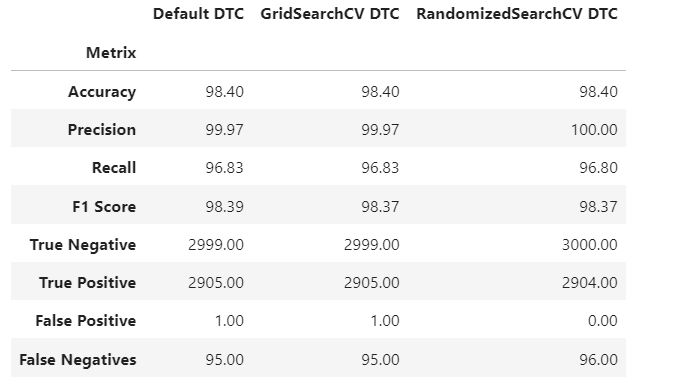 Default DTC GridSearchCV DTC RandomizedSearchCV DTC
Metrix
Accuracy 98.40 98.40 98.40
Precision 99.97 99.97 100.00
Recall 96.83 96.83 96.80
F1 Score 98.39 98.37 98.37
True Negative 2999.00 2999.00 3000.00
True Positive 2905.00 2905.00 2904.00
False Positive 1.00 1.00 0.00
False Negatives 95.00 95.00 96.00